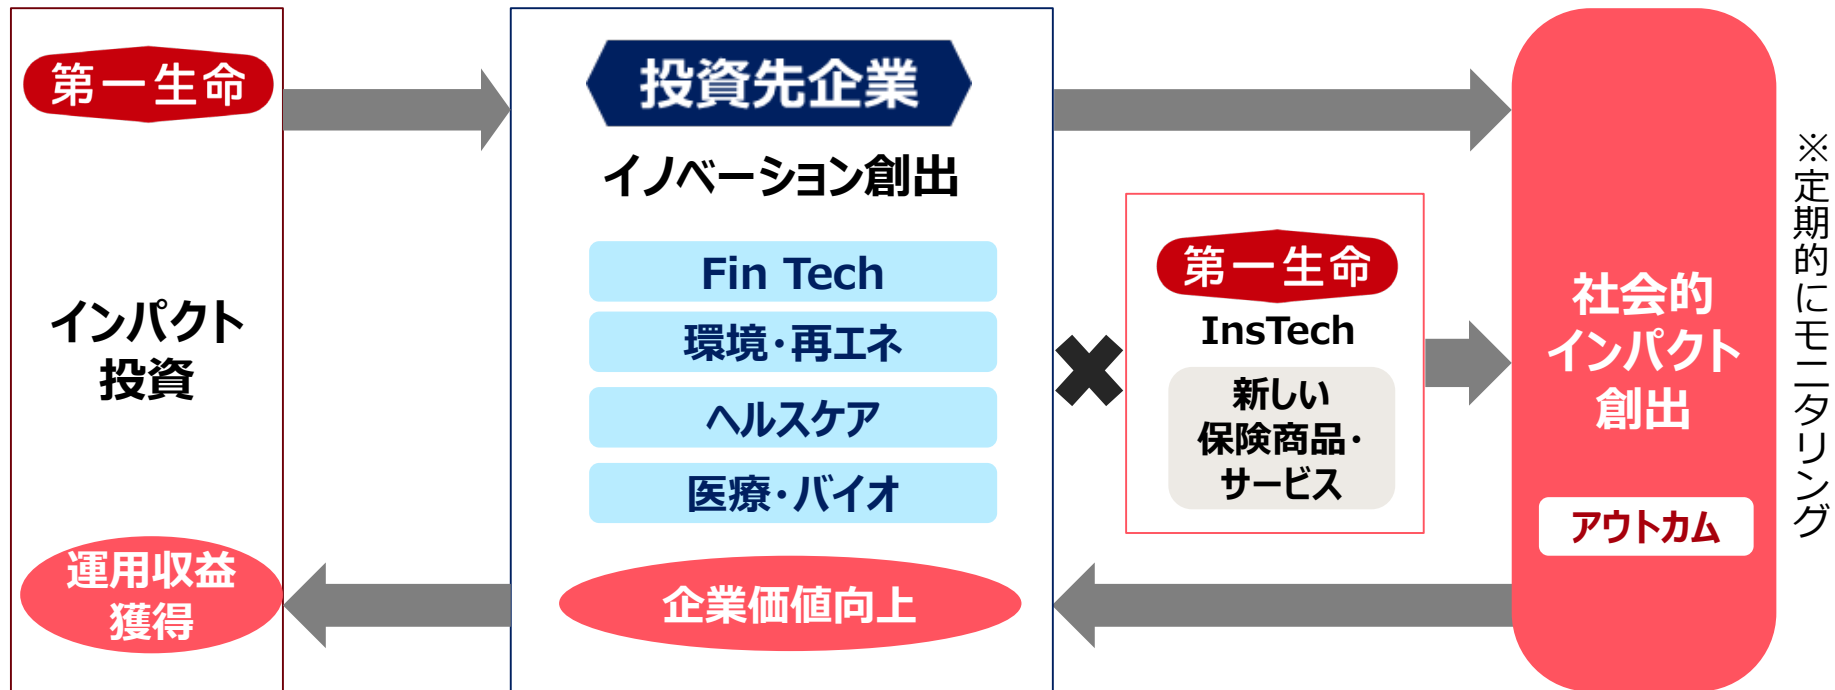 第一生命
インパクト
投資
運用収益
獲得
投資先企業
イノベーション創出
Fin Tech
環境・再エネ
ヘルスケア
医療・バイオ
企業価値向上
第一生命
InsTech
新しい
保険商品・
サービス
社会的
インパクト
創出
アウトカム
※定期的にモニタリング